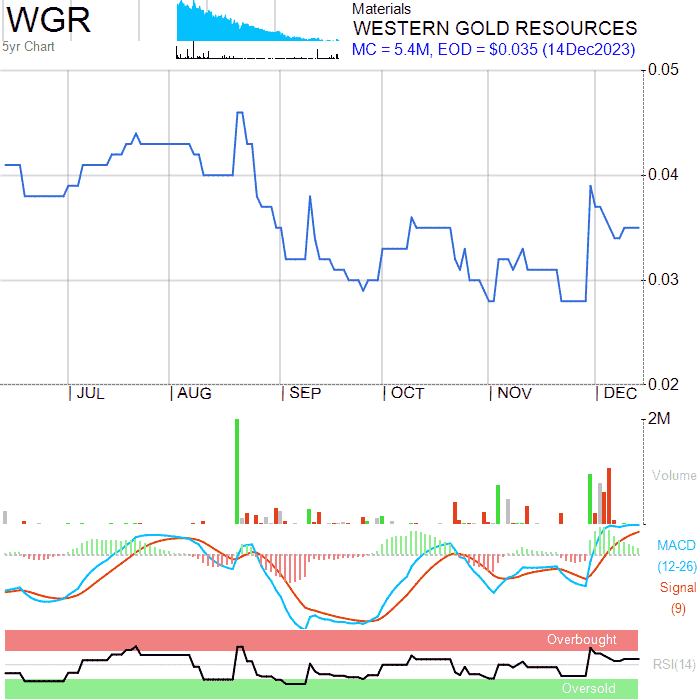 WGR
5yr Chart
Materials
WESTERN GOLD RESOURCES
MC = 5.4M, EOD = $0.035 (14Dec2023)
0.05
0.04
0.03
0.02
JUL
AUG
SEP
OCT
NOV
DEC
2M
Volume
MACD
(12-26)
Signal
(9)
Overbought
RSI(14)
Oversold